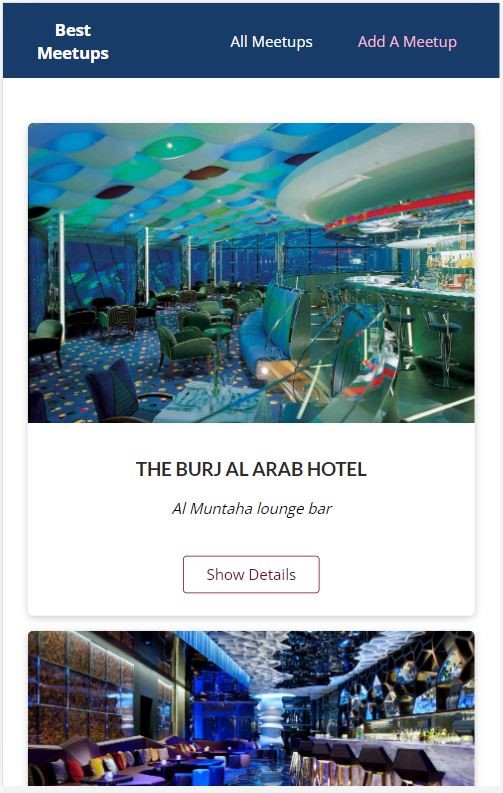 Best
Meetups
All Meetups
Add A Meetup
THE BURJ AL ARAB HOTEL
Al Muntaha lounge bar
Show Details